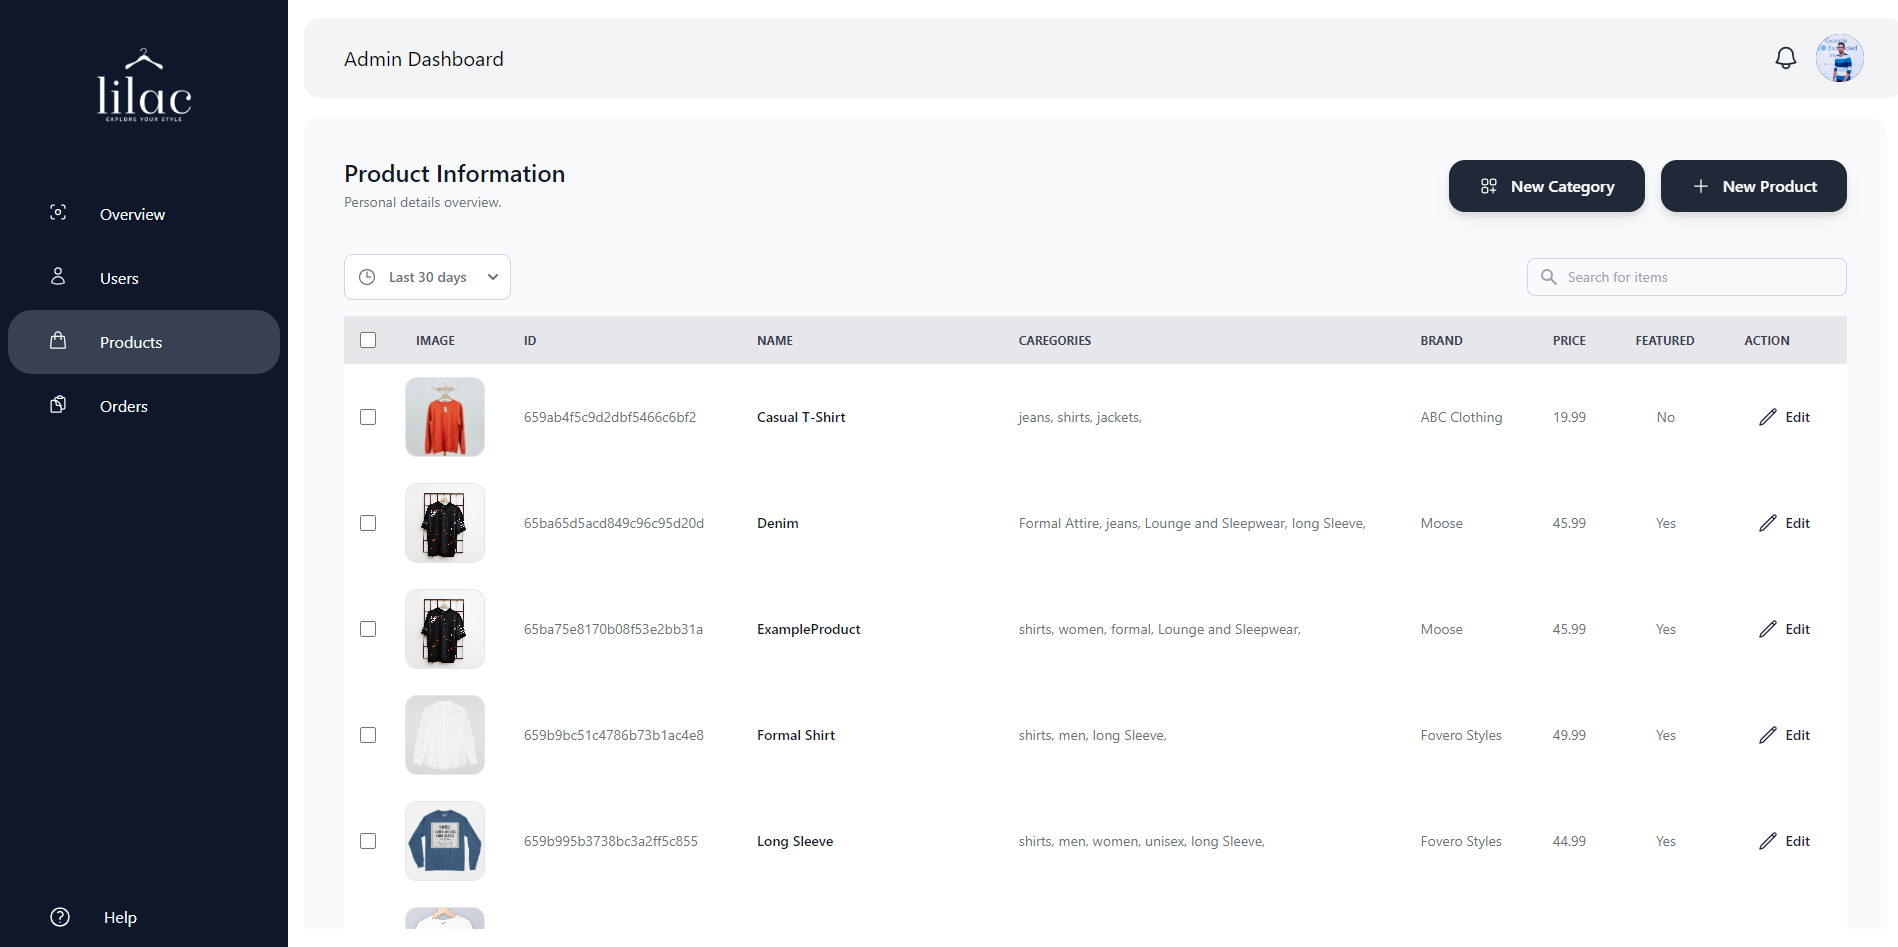 lilac
EXPLORE YOUR STYLE
Overview
Users
Products
Orders
Help
Admin Dashboard
Product Information
Personal details overview.
New Category
New Product
Last 30 days
Search for items
IMAGE ID NAME CAREGORIES BRAND PRICE FEATURED ACTION
659ab4f5c9d2dbf5466c6bf2 Casual T-Shirt jeans, shirts, jackets, ABC Clothing 19.99 No Edit
65ba65d5acd849c96c95d20d Denim Formal Attire, jeans, Lounge and Sleepwear, long Sleeve, Moose 45.99 Yes Edit
65ba75e8170b08f53e2bb31a ExampleProduct shirts, women, formal, Lounge and Sleepwear, Moose 45.99 Yes Edit
659b9bc51c4786b73b1ac4e8 Formal Shirt shirts, men, long Sleeve, Fovero Styles 49.99 Yes Edit
659b995b3738bc3a2ff5c855 Long Sleeve shirts, men, women, unisex, long Sleeve, Fovero Styles 44.99 Yes Edit